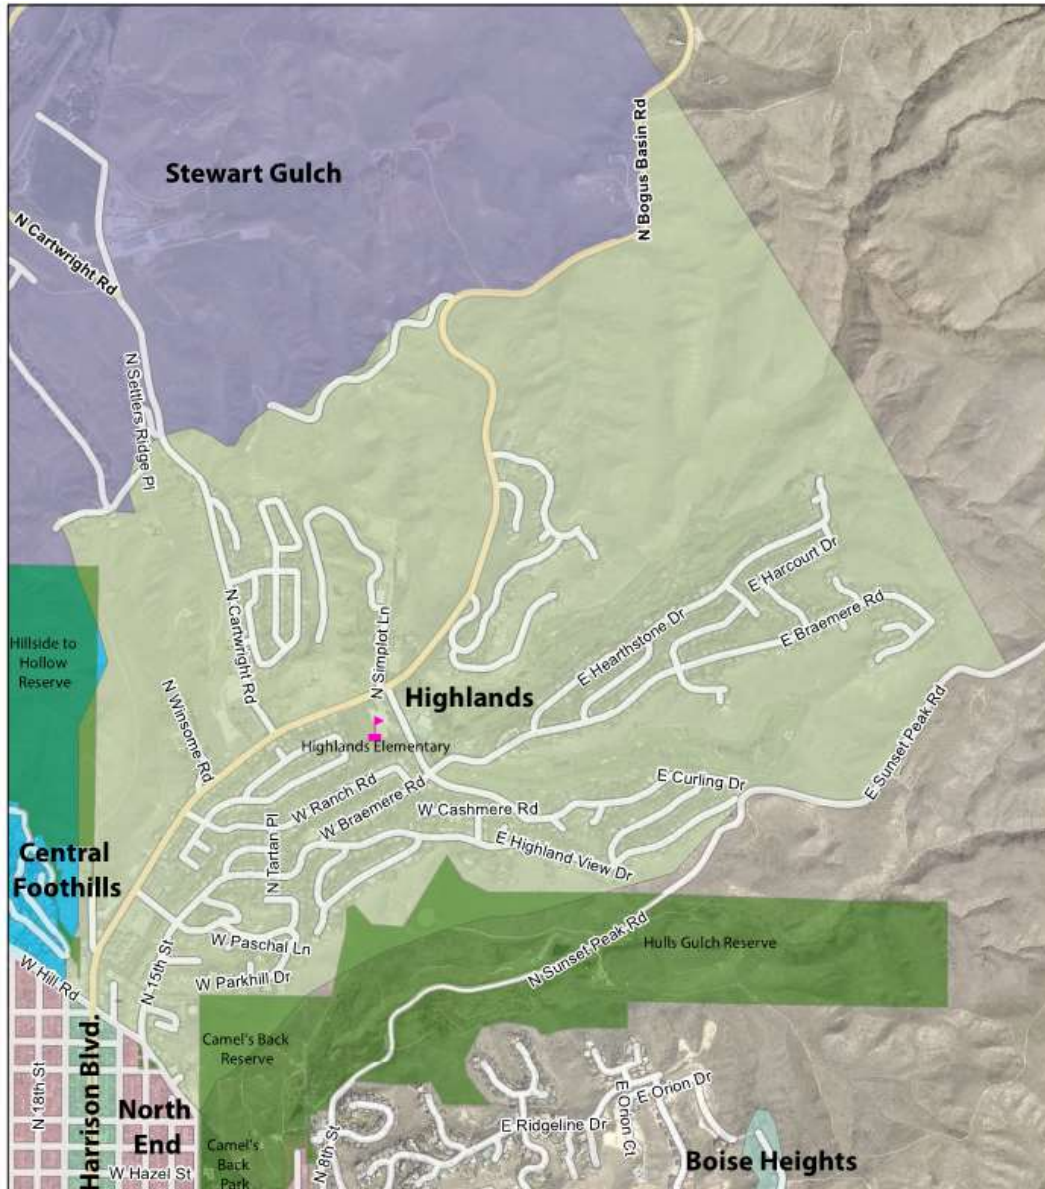 N Bogus Basin Rd
Stewart Gulch
N Cartwright Rd
N Settlers Ridge Pl
E Harcourt Dr
N Cartwright Rd
N Simplot Ln
E Hearthstone Dr
E Braemere Rd
Hillside to
Hollow
Reserve
N Winsome Rd
Highlands
E Sunset Peak Rd
Highlands Elementary
E Curling Dr
W Ranch Rd
W Braemere Rd
W Cashmere Rd
N Tartan Pl
E Highland View Dr
Central
Foothills
W Paschal Ln
Hulls Gulch Reserve
N Sunset Peak Rd
W Hill Rd
N 15th St
W Parkhill Dr
Camel's Back
Reserve
N 18th St
Harrison Blvd.
North
End
E Orion Dr
E Orion Ct
E Ridgeline Dr
N 8th St
Camel's
Back
Park
W Hazel St
Boise Heights